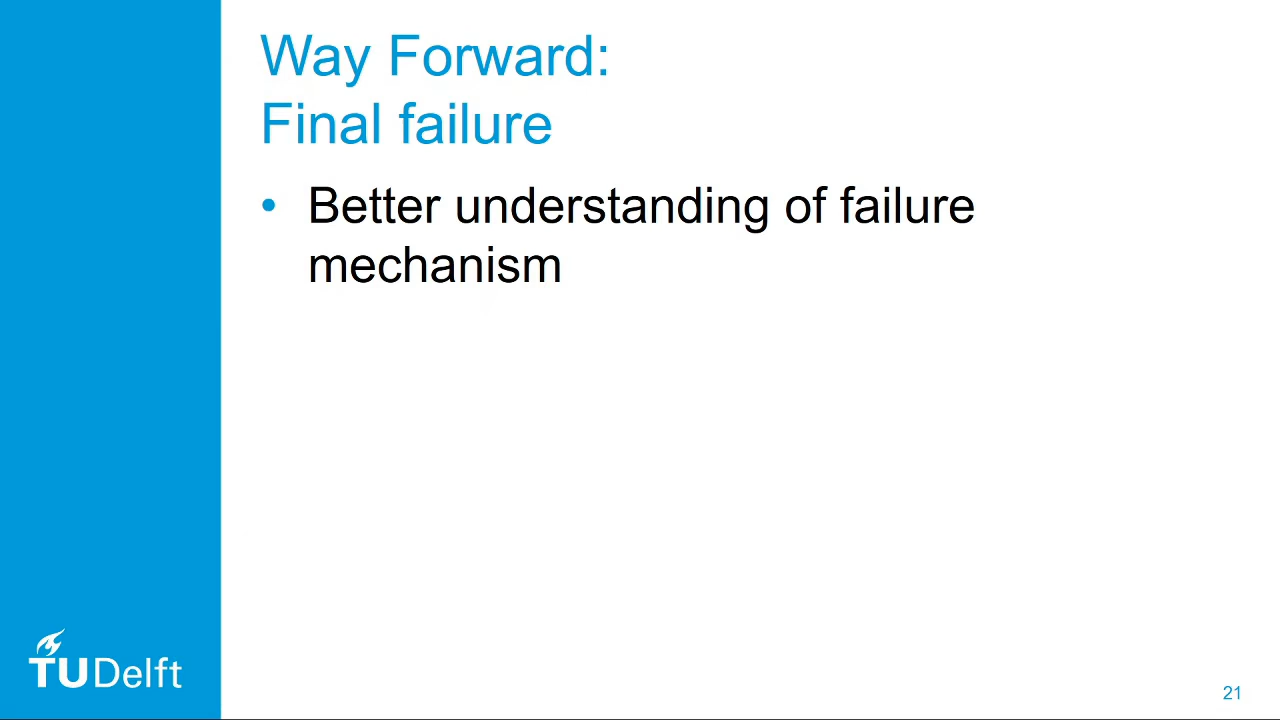 Way Forward:
Final failure
• Better understanding of failure
mechanism
TUDelft
21